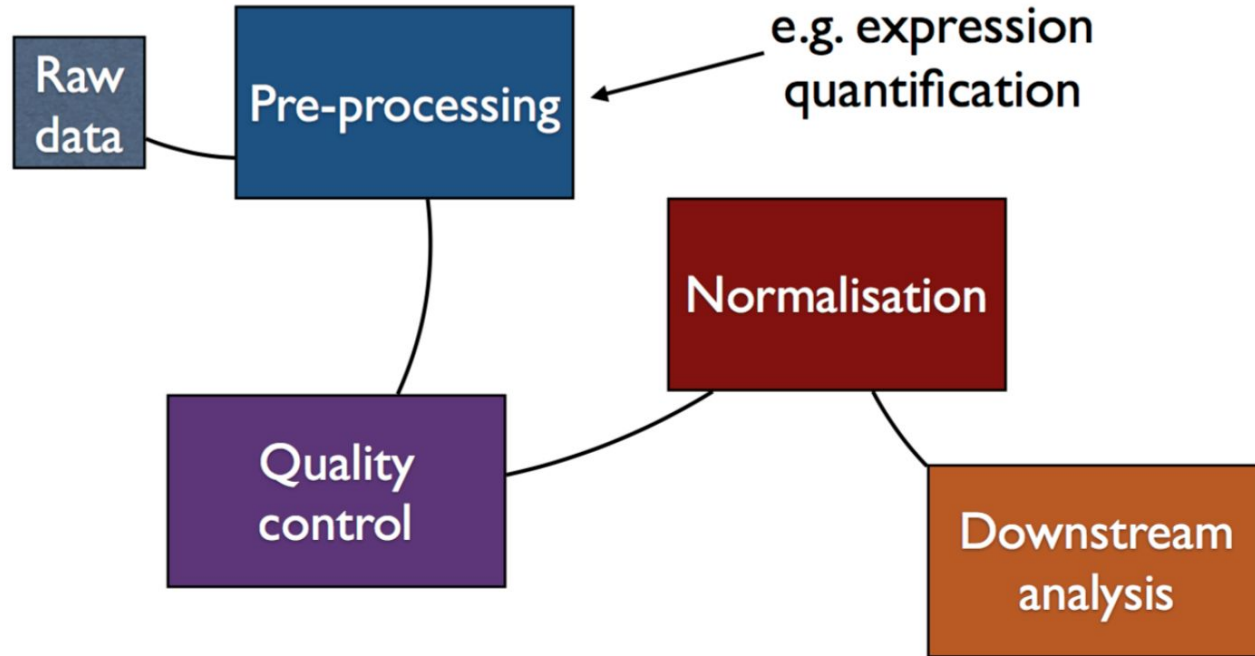 Raw
data
Pre-processing
e.g. expression
quantification
Normalisation
Quality
control
Downstream
analysis